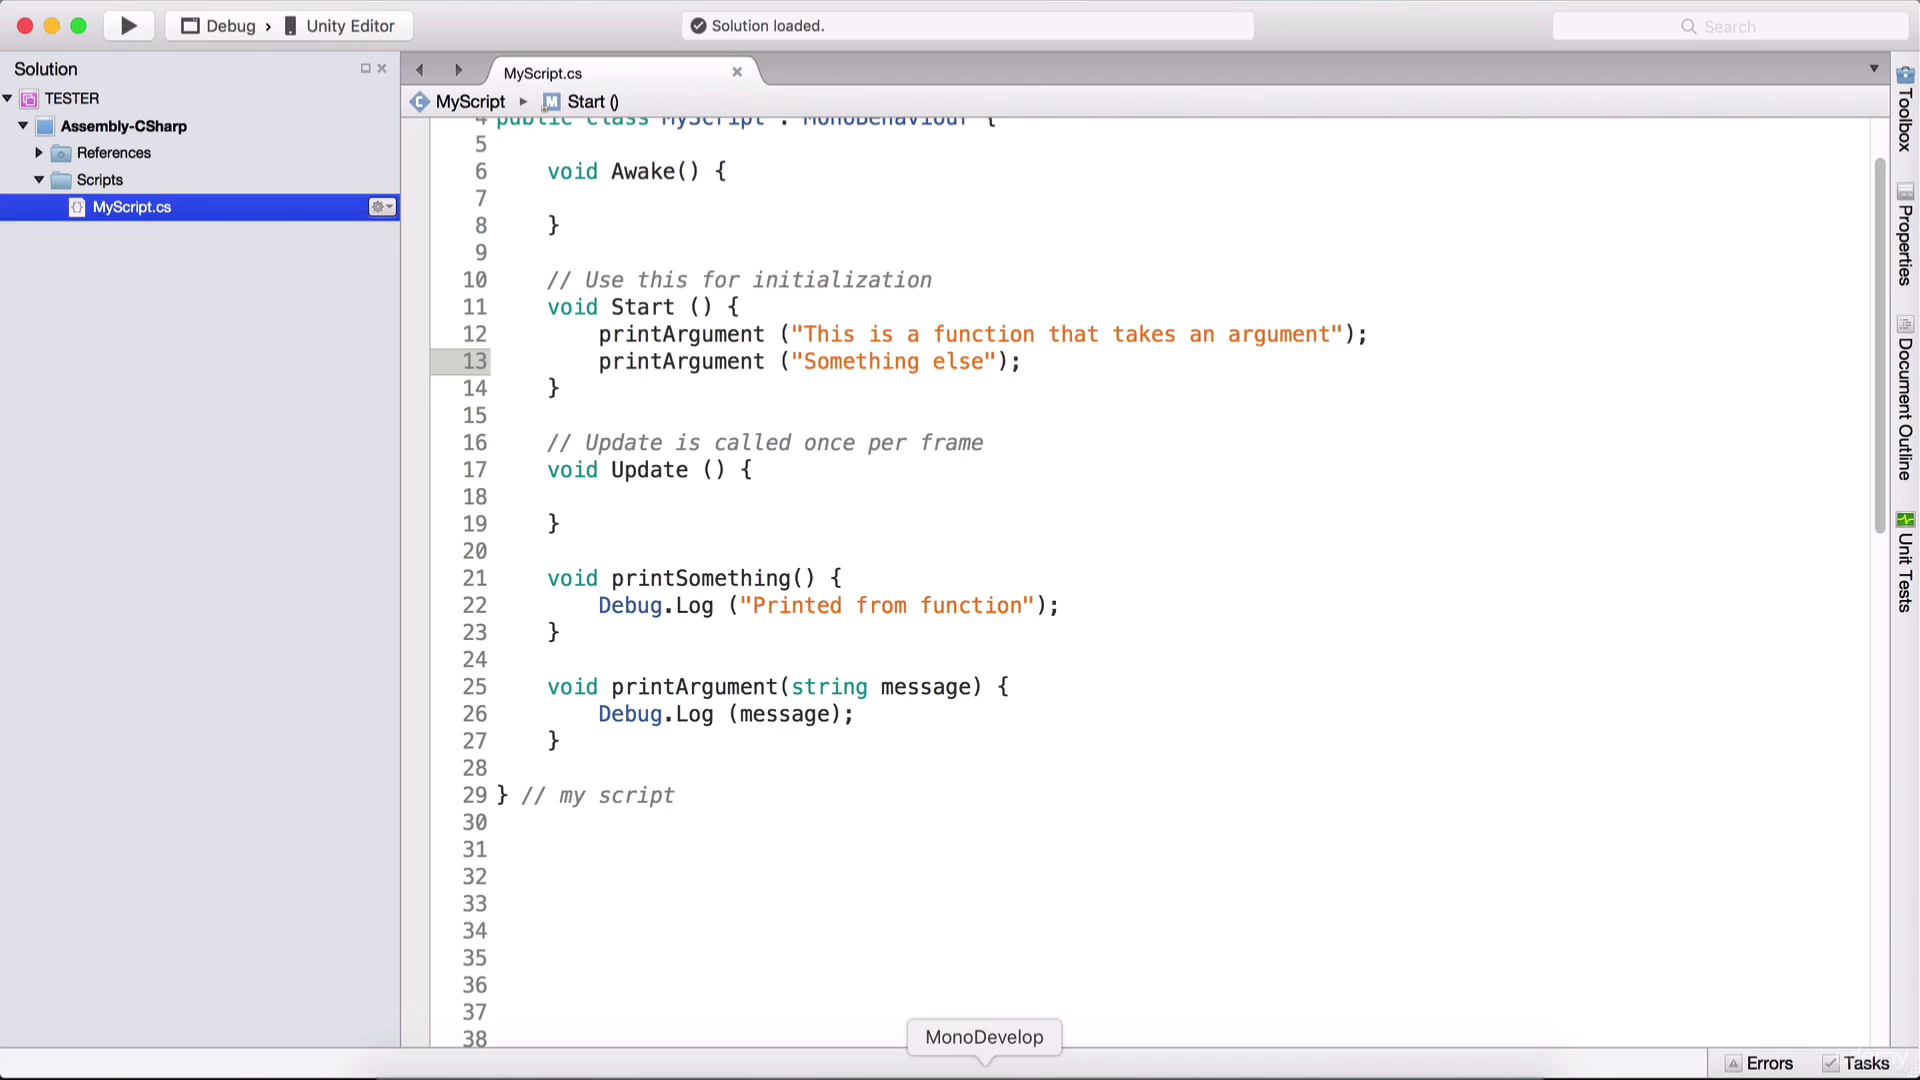 Debug › Unity Editor
Solution loaded.
Search
Solution
TESTER
Assembly-CSharp
References
Scripts
MyScript.cs
MyScript.cs
MyScript ▸ Start ()
4 public class MyScript : MonoBehaviour {
5
6 void Awake() {
7
8 }
9
10 // Use this for initialization
11 void Start () {
12 printArgument ("This is a function that takes an argument");
13 printArgument ("Something else");
14 }
15
16 // Update is called once per frame
17 void Update () {
18
19 }
20
21 void printSomething() {
22 Debug.Log ("Printed from function");
23 }
24
25 void printArgument(string message) {
26 Debug.Log (message);
27 }
28
29 } // my script
30
31
32
33
34
35
36
37
38
Toolbox
Properties
Document Outline
Unit Tests
MonoDevelop
Errors
Tasks